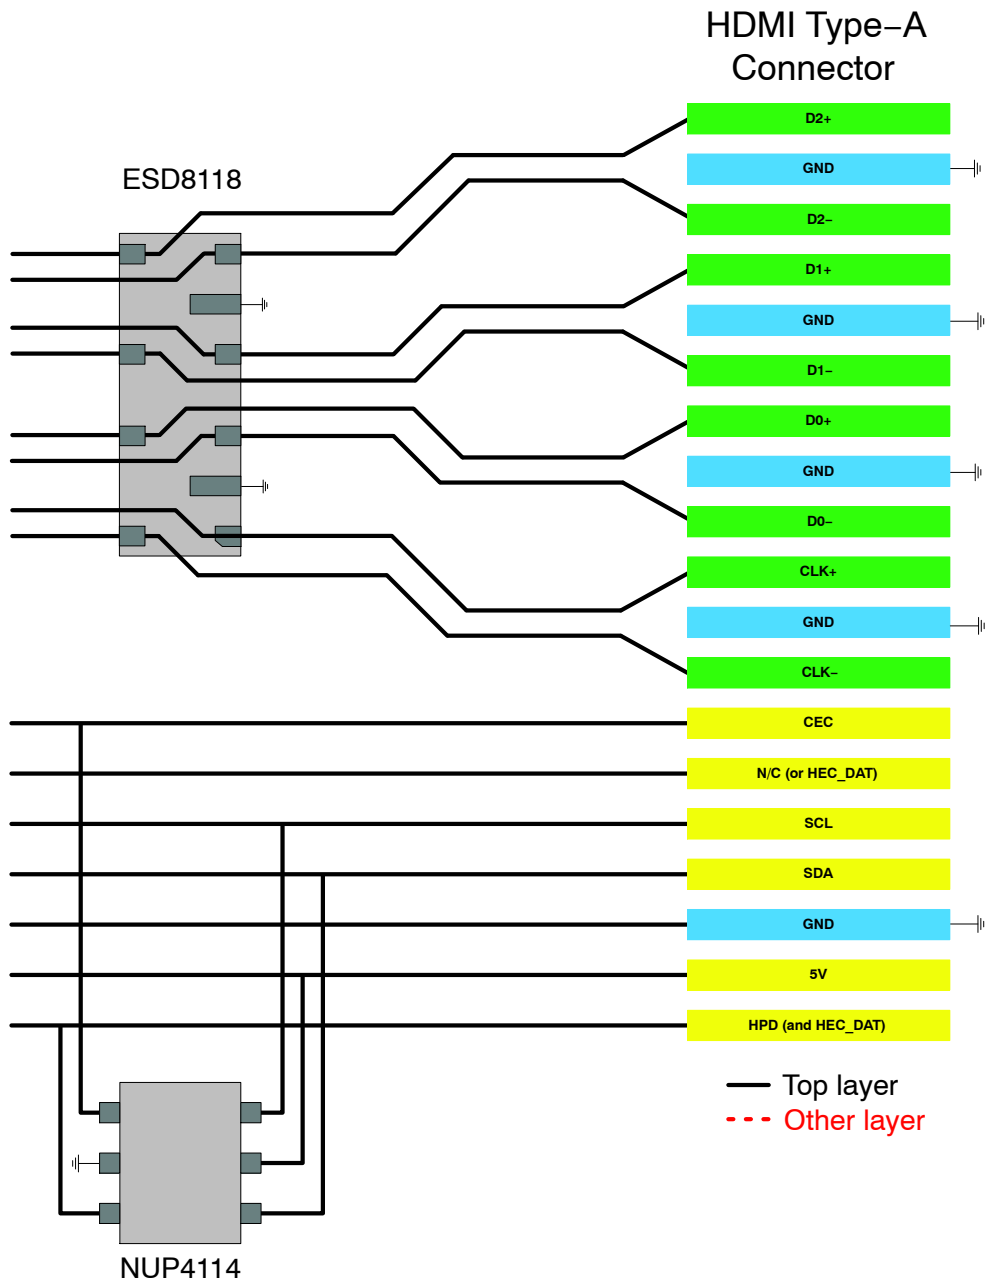 HDMI Type−A
Connector
D2+
GND
ESD8118
D2−
D1+
GND
D1−
D0+
GND
D0−
CLK+
GND
CLK−
CEC
N/C (or HEC_DAT)
SCL
SDA
GND
5V
HPD (and HEC_DAT)
Top layer
Other layer
NUP4114